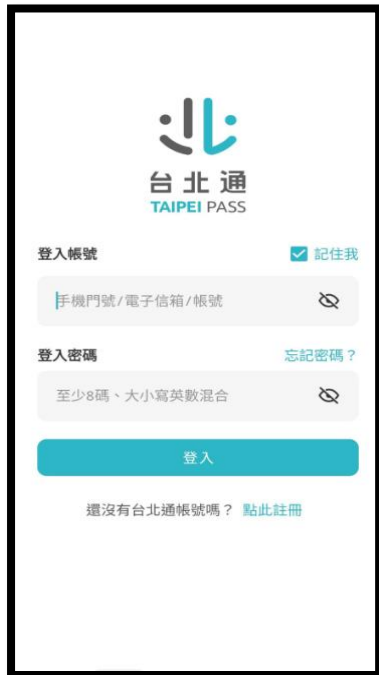 台北通
TAIPEI PASS
登入帳號 記住我
手機門號/電子信箱/帳號
登入密碼 忘記密碼？
至少8碼、大小寫英數混合
登入
還沒有台北通帳號嗎？ 點此註冊